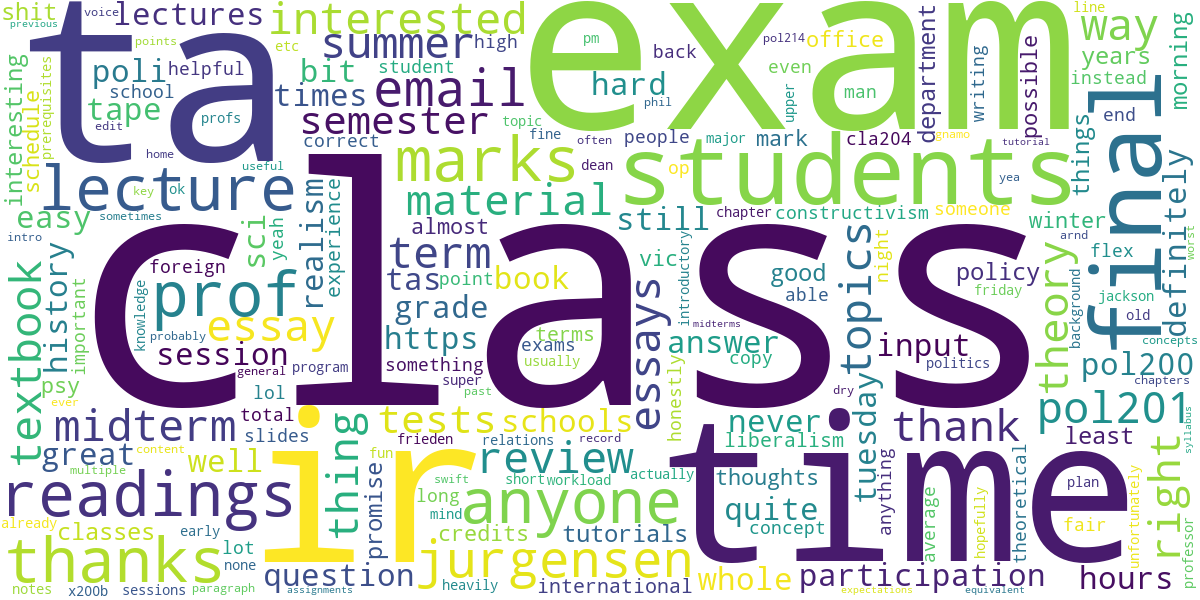 shit
previous
voice
lectures
points
interested
etc
summer
high
pm
pol214
back
even
office
line
way
years
department
writing
possible
morning
ta
exam
poli
helpful
bit
student
email
hard
man
upper
instead
interesting
schedule
prerequisites
tape
school
profs
times
semester
topic
phil
end
edit
correct
fine
often
people
major
mark
cla204
gnamo
tutorial
home
useful
marks
dean
op
students
yea
things
final
lecture
key
ok
experience
material
still
chapter
constructivism
someone
winter
definitely
easy
sometimes
sci
yeah
realism
almost
term
point
book
vic
introductory
good
able
topics
night
policy
friday
theory
background
arnd
flex
jackson
old
worst
intro
history
foreign
class
prof
tas
textbook
important
knowledge
probably
essay
grade
https
terms
exams
essays
answer
midterms
copy
input
politics
pol200
concepts
session
general
program
something
usually
super
past
dry
tuesday
chapters
psy
ever
lol
total
tests
schools
honestly
never
thank
pol201
midterm
slides
thing
frieden
relations
record
liberalism
least
syllabus
great
content
multiple
well
ir
fun
review
actually
time
thoughts
anything
theoretical
plan
right
readings
promise
long
swift
short
workload
anyone
quite
average
hopefully
already
classes
early
mind
credits
tutorials
concept
fair
unfortunately
thanks
lot
none
question
jurgensen
whole
participation
hours
professor
notes
x200b
sessions
paragraph
assignments
heavily
international
expectations
equivalent